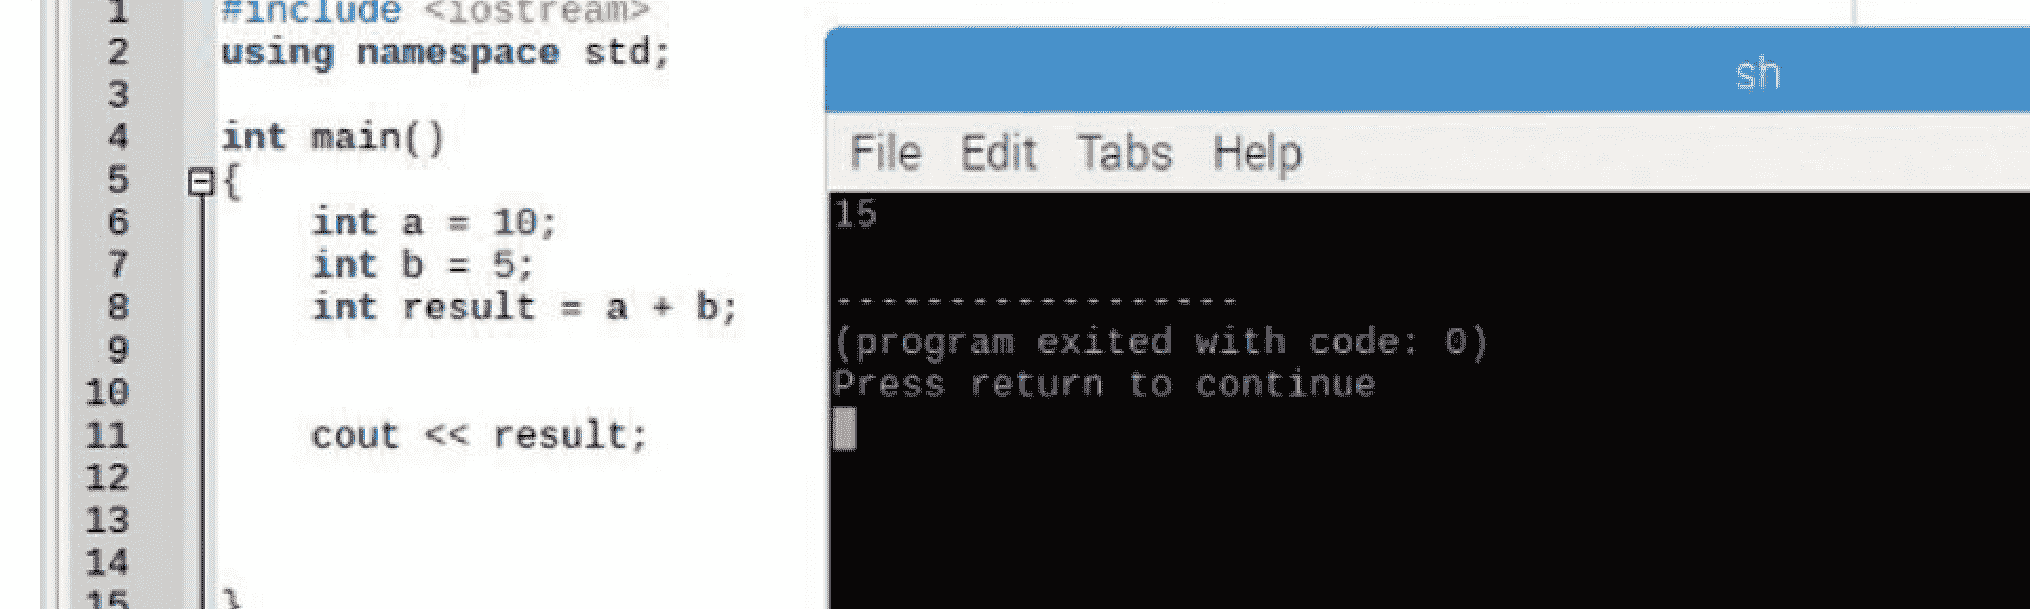 1 #include <iostream>
2 using namespace std;
3
4 int main()
5 {
6 int a = 10;
7 int b = 5;
8 int result = a + b;
9
10
11 cout << result;
12
13
14
15 }
sh
File Edit Tabs Help
15
------------------
(program exited with code: 0)
Press return to continue